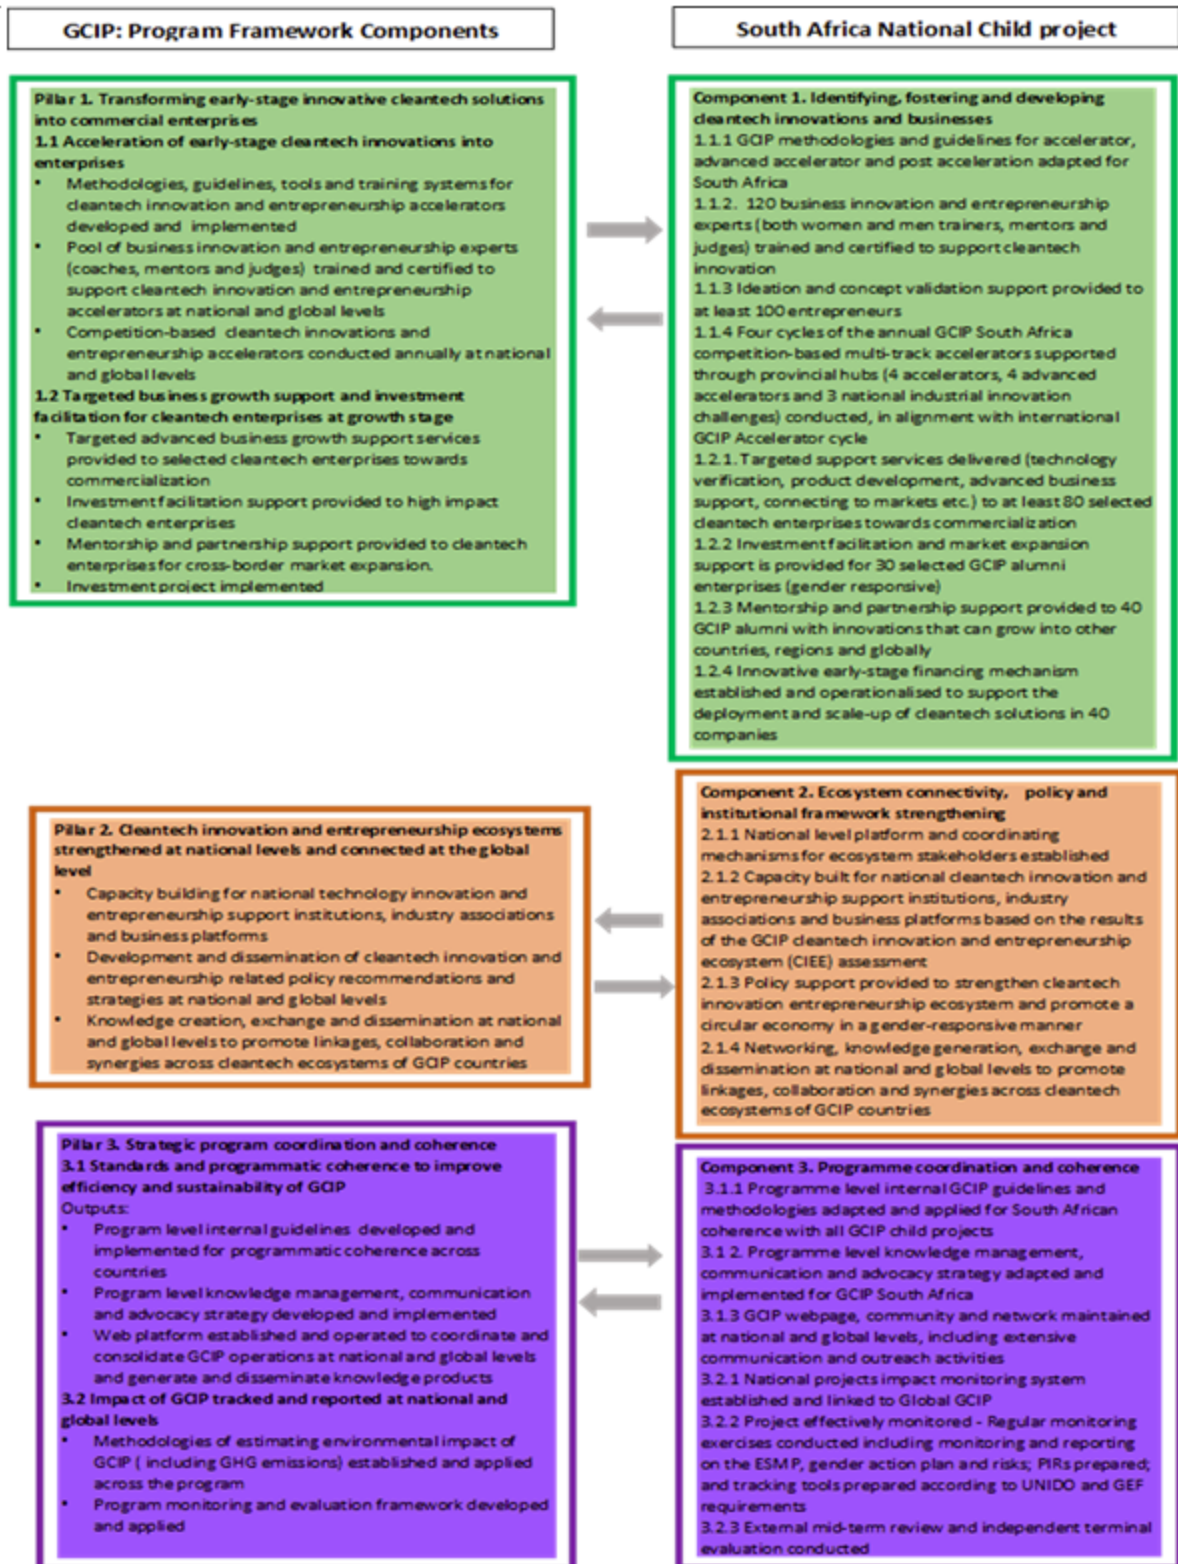 GCIP: Program Framework Components
Pillar 1. Transforming early-stage innovative cleantech solutions
into commercial enterprises
1.1 Acceleration of early-stage cleantech innovations into
enterprises
• Methodologies, guidelines, tools and training systems for
cleantech innovation and entrepreneurship accelerators
developed and implemented
• Pool of business innovation and entrepreneurship experts
(coaches, mentors and judges) trained and certified to
support cleantech innovation and entrepreneurship
accelerators at national and global levels
• Competition-based cleantech innovations and
entrepreneurship accelerators conducted annually at national
and global levels
1.2 Targeted business growth support and investment
facilitation for cleantech enterprises at growth stage
• Targeted advanced business growth support services
provided to selected cleantech enterprises towards
commercialization
• Investment facilitation support provided to high impact
cleantech enterprises
• Mentorship and partnership support provided to cleantech
enterprises for cross-border market expansion.
• Investment project implemented
Pillar 2. Cleantech innovation and entrepreneurship ecosystems
strengthened at national levels and connected at the global
level
• Capacity building for national technology innovation and
entrepreneurship support institutions, industry associations
and business platforms
• Development and dissemination of cleantech innovation and
entrepreneurship related policy recommendations and
strategies at national and global levels
• Knowledge creation, exchange and dissemination at national
and global levels to promote linkages, collaboration and
synergies across cleantech ecosystems of GCIP countries
Pillar 3. Strategic program coordination and coherence
3.1 Standards and programmatic coherence to improve
efficiency and sustainability of GCIP
Outputs:
• Program level internal guidelines developed and
implemented for programmatic coherence across
countries
• Program level knowledge management, communication
and advocacy strategy developed and implemented
• Web platform established and operated to coordinate and
consolidate GCIP operations at national and global levels
and generate and disseminate knowledge products
3.2 Impact of GCIP tracked and reported at national and
global levels
• Methodologies of estimating environmental impact of
GCIP ( including GHG emissions) established and applied
across the program
• Program monitoring and evaluation framework developed
and applied
South Africa National Child project
Component 1. Identifying, fostering and developing
cleantech innovations and businesses
1.1.1 GCIP methodologies and guidelines for accelerator,
advanced accelerator and post acceleration adapted for
South Africa
1.1.2. 120 business innovation and entrepreneurship
experts (both women and men trainers, mentors and
judges) trained and certified to support cleantech
innovation
1.1.3 Ideation and concept validation support provided to
at least 100 entrepreneurs
1.1.4 Four cycles of the annual GCIP South Africa
competition-based multi-track accelerators supported
through provincial hubs (4 accelerators, 4 advanced
accelerators and 3 national industrial innovation
challenges) conducted, in alignment with international
GCIP Accelerator cycle
1.2.1. Targeted support services delivered (technology
verification, product development, advanced business
support, connecting to markets etc.) to at least 80 selected
cleantech enterprises towards commercialization
1.2.2 Investment facilitation and market expansion
support is provided for 30 selected GCIP alumni
enterprises (gender responsive)
1.2.3 Mentorship and partnership support provided to 40
GCIP alumni with innovations that can grow into other
countries, regions and globally
1.2.4 Innovative early-stage financing mechanism
established and operationalised to support the
deployment and scale-up of cleantech solutions in 40
companies
Component 2. Ecosystem connectivity, policy and
institutional framework strengthening
2.1.1 National level platform and coordinating
mechanisms for ecosystem stakeholders established
2.1.2 Capacity built for national cleantech innovation and
entrepreneurship support institutions, industry
associations and business platforms based on the results
of the GCIP cleantech innovation and entrepreneurship
ecosystem (CIEE) assessment
2.1.3 Policy support provided to strengthen cleantech
innovation entrepreneurship ecosystem and promote a
circular economy in a gender-responsive manner
2.1.4 Networking, knowledge generation, exchange and
dissemination at national and global levels to promote
linkages, collaboration and synergies across cleantech
ecosystems of GCIP countries
Component 3. Programme coordination and coherence
3.1.1 Programme level internal GCIP guidelines and
methodologies adapted and applied for South African
coherence with all GCIP child projects
3.1 2. Programme level knowledge management,
communication and advocacy strategy adapted and
implemented for GCIP South Africa
3.1.3 GCIP webpage, community and network maintained
at national and global levels, including extensive
communication and outreach activities
3.2.1 National projects impact monitoring system
established and linked to Global GCIP
3.2.2 Project effectively monitored - Regular monitoring
exercises conducted including monitoring and reporting
on the ESMP, gender action plan and risks; PIRs prepared;
and tracking tools prepared according to UNIDO and GEF
requirements
3.2.3 External mid-term review and independent terminal
evaluation conducted